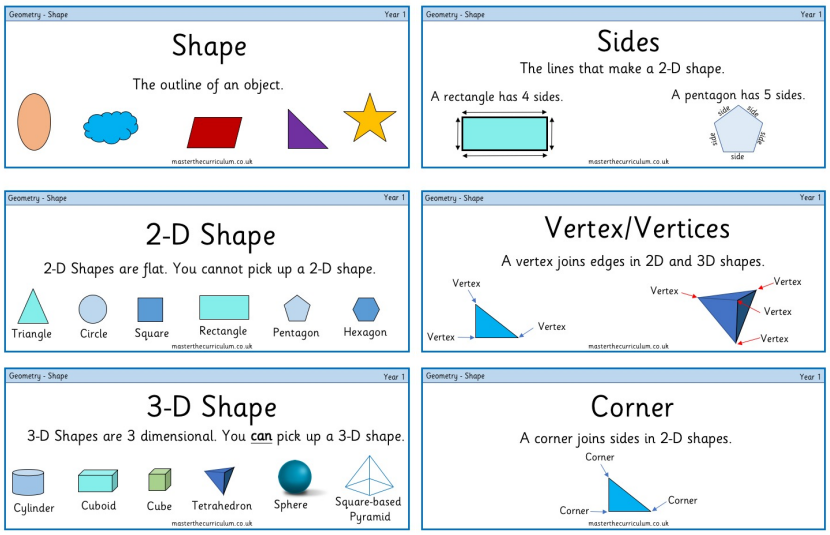 Geometry - Shape Year 1
Shape
The outline of an object.
masterthecurriculum.co.uk
Geometry - Shape Year 1
Sides
The lines that make a 2-D shape.
A rectangle has 4 sides.
A pentagon has 5 sides.
side
side
side
side
side
masterthecurriculum.co.uk
Geometry - Shape Year 1
2-D Shape
2-D Shapes are flat. You cannot pick up a 2-D shape.
Triangle Circle Square Rectangle Pentagon Hexagon
masterthecurriculum.co.uk
Geometry - Shape Year 1
Vertex/Vertices
A vertex joins edges in 2D and 3D shapes.
Vertex
Vertex
Vertex
Vertex
Vertex
Vertex
Vertex
masterthecurriculum.co.uk
Geometry - Shape Year 1
3-D Shape
3-D Shapes are 3 dimensional. You can pick up a 3-D shape.
Cylinder Cuboid Cube Tetrahedron Sphere Square-based
Pyramid
masterthecurriculum.co.uk
Geometry - Shape Year 1
Corner
A corner joins sides in 2-D shapes.
Corner
Corner
Corner
masterthecurriculum.co.uk